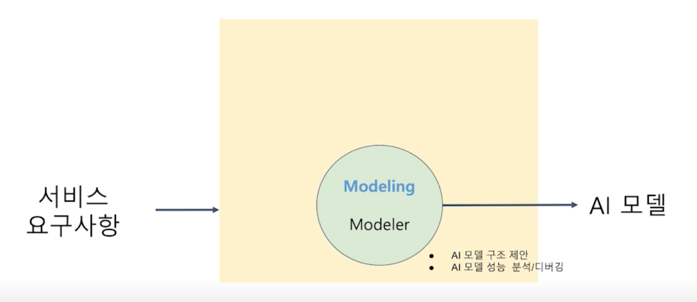 서비스
요구사항
Modeling
Modeler
AI 모델
● AI 모델 구조 제안
● AI 모델 성능 분석/디버깅